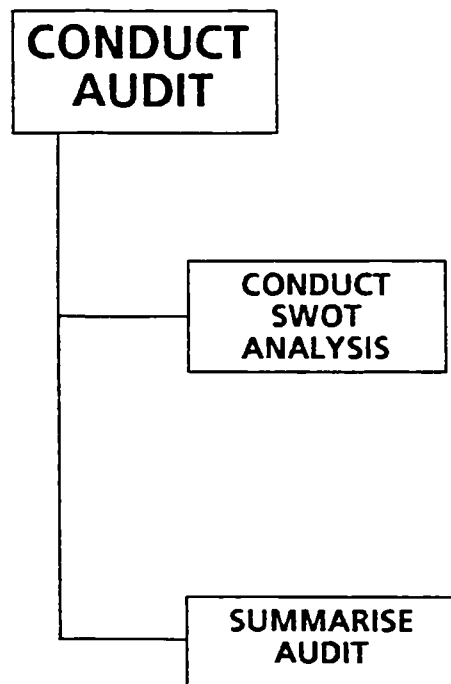 CONDUCT
AUDIT
CONDUCT
SWOT
ANALYSIS
SUMMARISE
AUDIT